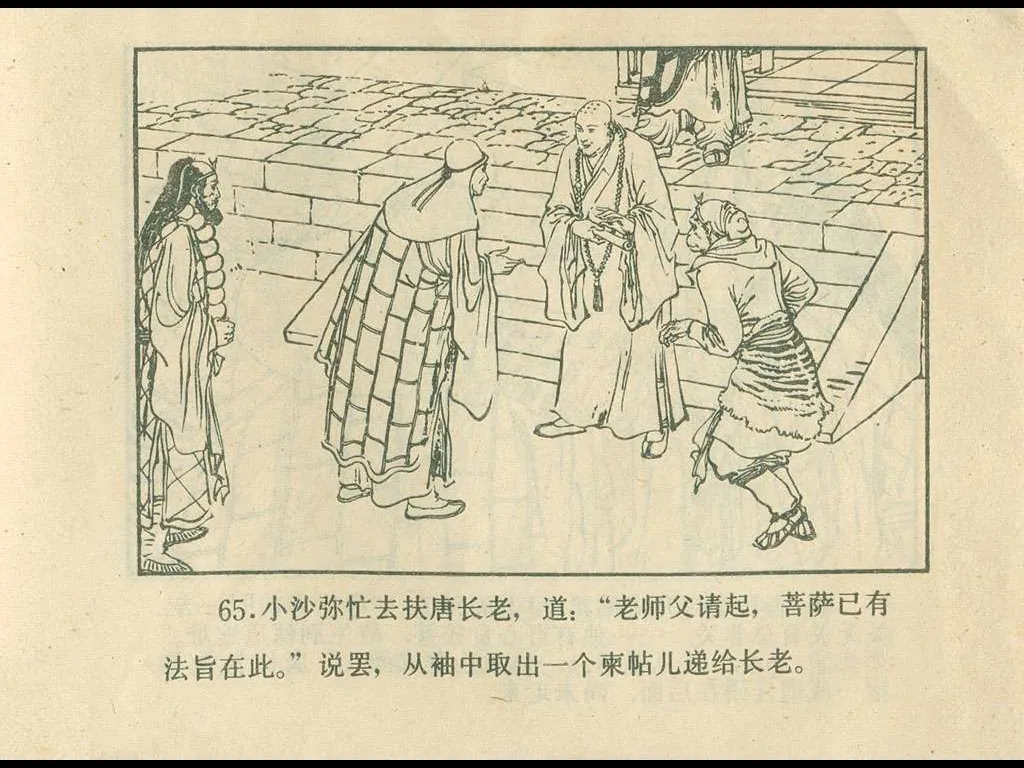 65.小沙弥忙去扶唐长老，道：“老师父请起，菩萨已有
法旨在此。”说罢，从袖中取出一个柬帖儿递给长老。